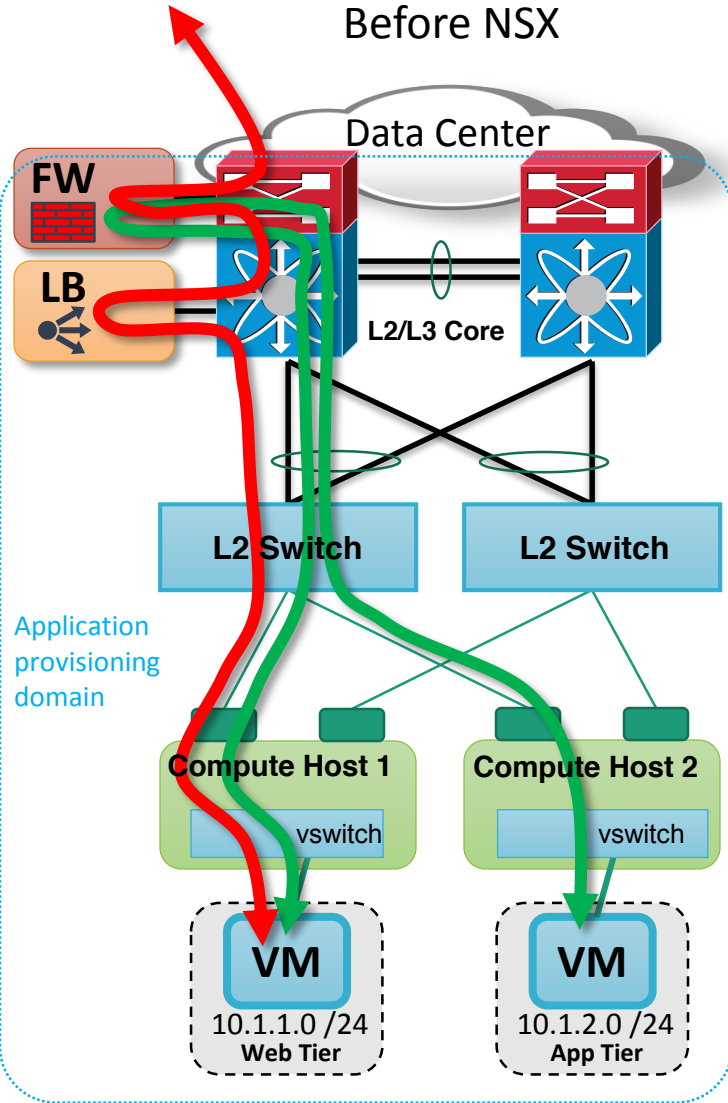 Before NSX
Data Center
FW
LB
L2/L3 Core
L2 Switch
L2 Switch
Application
provisioning
domain
Compute Host 1
Compute Host 2
vswitch
vswitch
VM
VM
10.1.1.0 /24
Web Tier
10.1.2.0 /24
App Tier